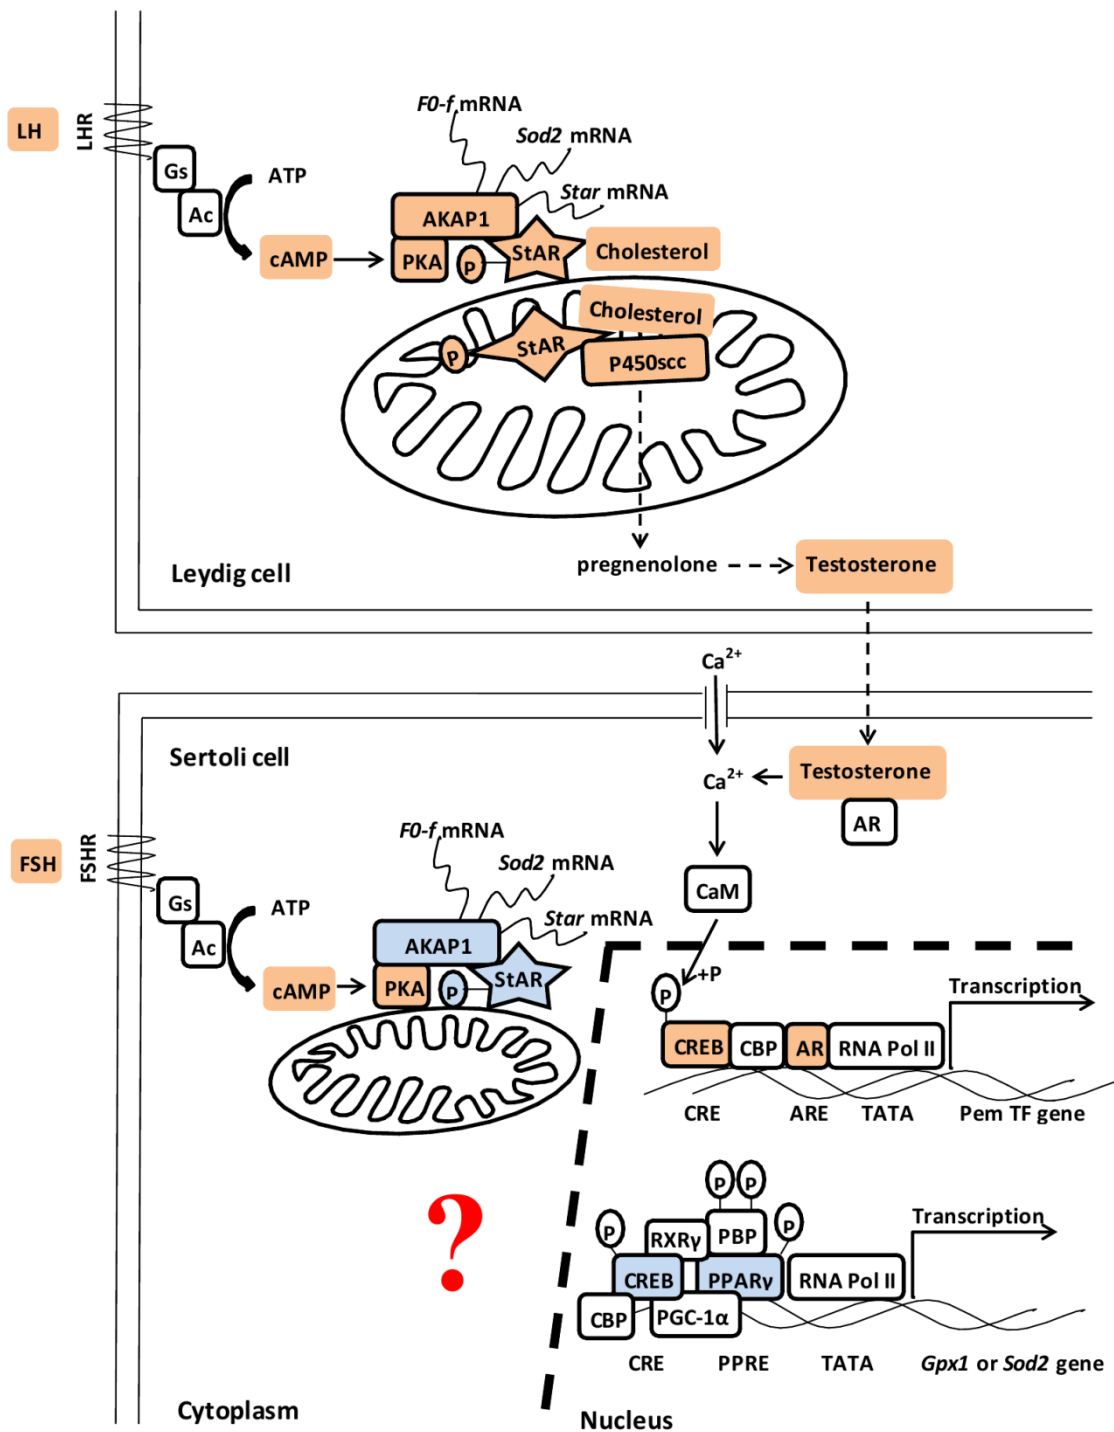 F0-f mRNA
LH
LHR
Sod2 mRNA
Gs
ATP
Star mRNA
Ac
AKAP1
cAMP
PKA
P
StAR
Cholesterol
Cholesterol
P
StAR
P450scc
pregnenolone
Testosterone
Leydig cell
Ca2+
Sertoli cell
Ca2+
Testosterone
AR
F0-f mRNA
FSH
FSHR
Sod2 mRNA
CaM
Gs
ATP
Star mRNA
Ac
AKAP1
cAMP
PKA
P
StAR
+P
P
Transcription
CREB
CBP
AR
RNA Pol II
CRE
ARE
TATA
Pem TF gene
?
P
P
P
P
Transcription
RXRγ
PBP
CREB
PPARγ
RNA Pol II
CBP
PGC-1α
CRE
PPRE
TATA
Gpx1 or Sod2 gene
Cytoplasm
Nucleus